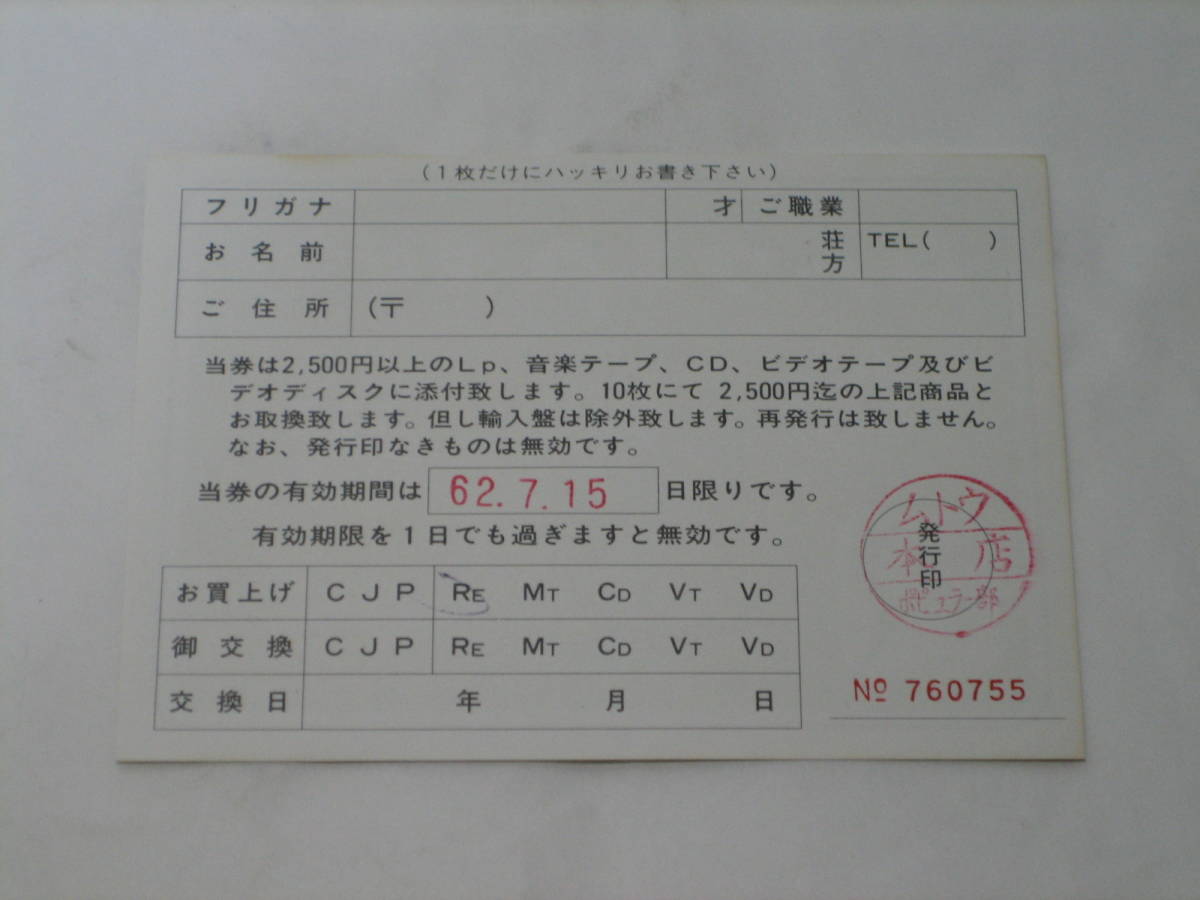 （1枚だけにハッキリお書き下さい）
フリガナ 才 ご職業
お名前 荘方 TEL( )
ご住所 (〒 )
当券は2,500円以上のLp、音楽テープ、CD、ビデオテープ及びビ
デオディスクに添付致します。10枚にて 2,500円迄の上記商品と
お取換致します。但し輸入盤は除外致します。再発行は致しません。
なお、発行印なきものは無効です。
当券の有効期間は 62.7.15 日限りです。
有効期限を1日でも過ぎますと無効です。
ムトウ
本店
ポピュラー部
発行印
お買上げ CJP RE MT CD VT VD
御交換 CJP RE MT CD VT VD
交換日 年 月 日
№ 760755